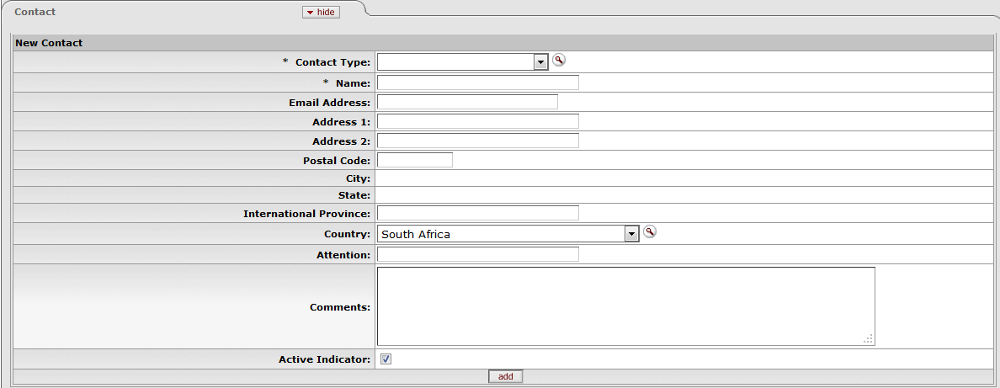 Contact hide
New Contact
* Contact Type:
* Name:
Email Address:
Address 1:
Address 2:
Postal Code:
City:
State:
International Province:
Country: South Africa
Attention:
Comments:
Active Indicator:
add